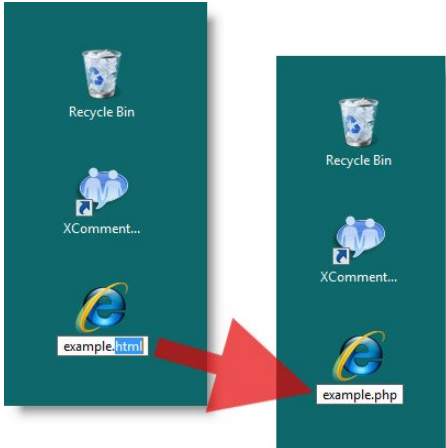 Recycle Bin
XComment...
example.html
Recycle Bin
XComment...
example.php